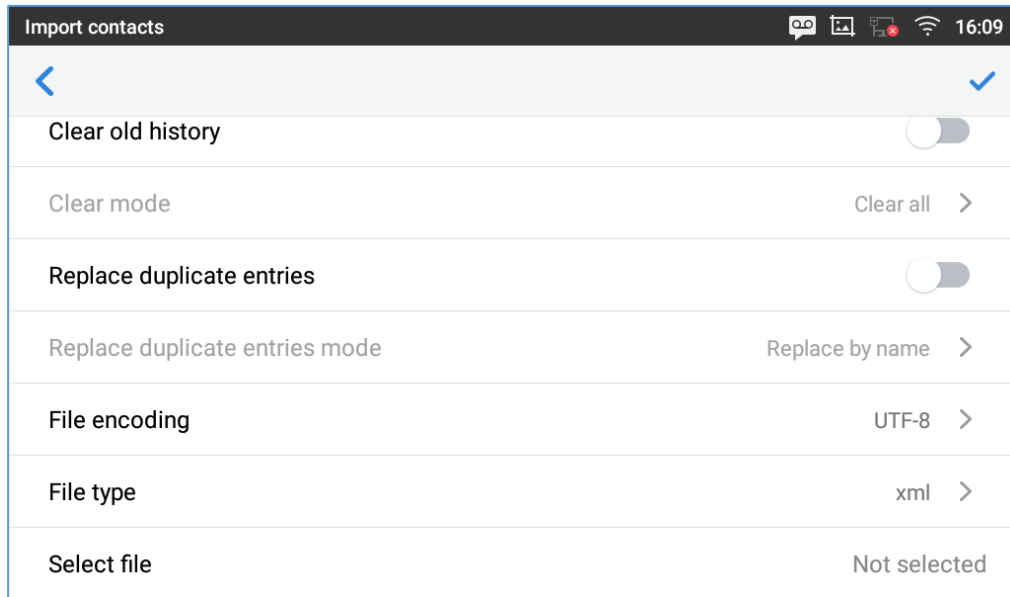 Import contacts 16:09
Clear old history
Clear mode Clear all
Replace duplicate entries
Replace duplicate entries mode Replace by name
File encoding UTF-8
File type xml
Select file Not selected